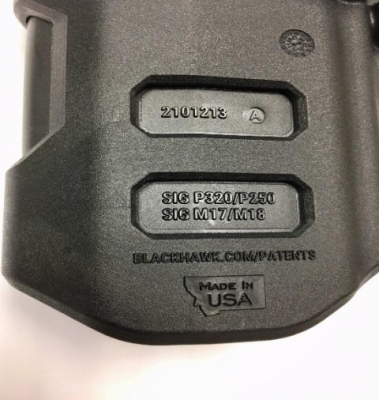 2101213 A
SIG P320/P250
SIG M17/M18
BLACKHAWK.COM/PATENTS
MADE IN
USA